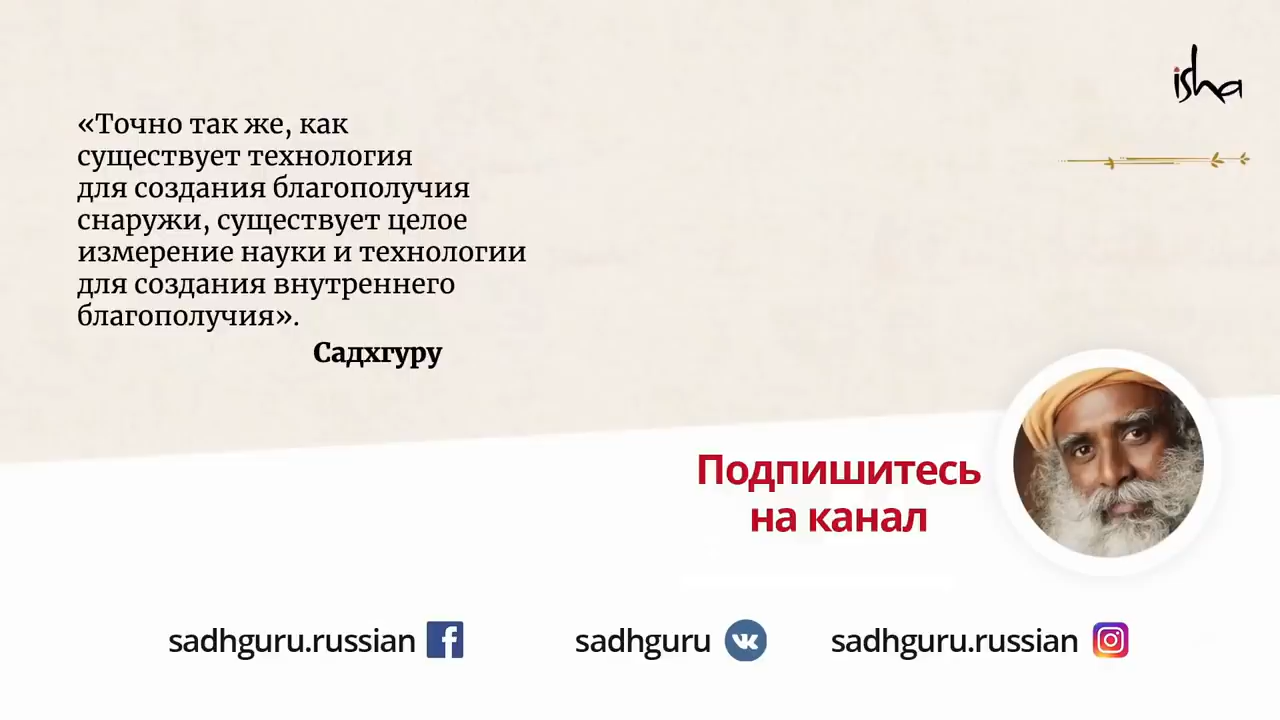 isha
«Точно так же, как
существует технология
для создания благополучия
снаружи, существует целое
измерение науки и технологии
для создания внутреннего
благополучия».
Садхгуру
Подпишитесь
на канал
sadhguru.russian
sadhguru
sadhguru.russian